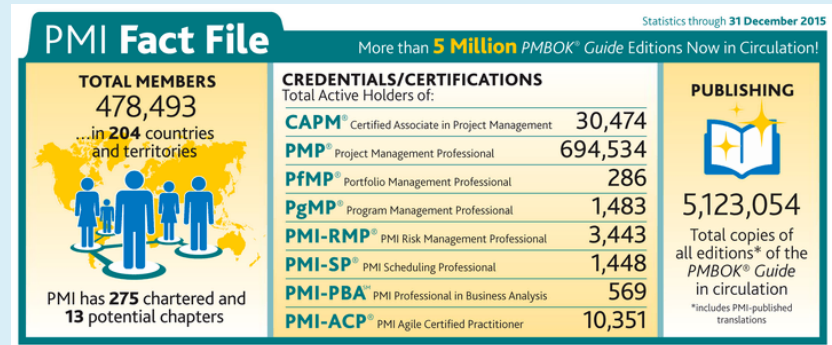 Statistics through 31 December 2015
PMI Fact File
More than 5 Million PMBOK® Guide Editions Now in Circulation!
TOTAL MEMBERS
478,493
...in 204 countries
and territories
PMI has 275 chartered and
13 potential chapters
CREDENTIALS/CERTIFICATIONS
Total Active Holders of:
CAPM® Certified Associate in Project Management 30,474
PMP® Project Management Professional 694,534
PfMP® Portfolio Management Professional 286
PgMP® Program Management Professional 1,483
PMI-RMP® PMI Risk Management Professional 3,443
PMI-SP® PMI Scheduling Professional 1,448
PMI-PBA℠ PMI Professional in Business Analysis 569
PMI-ACP® PMI Agile Certified Practitioner 10,351
PUBLISHING
5,123,054
Total copies of
all editions* of the
PMBOK® Guide
in circulation
*includes PMI-published
translations